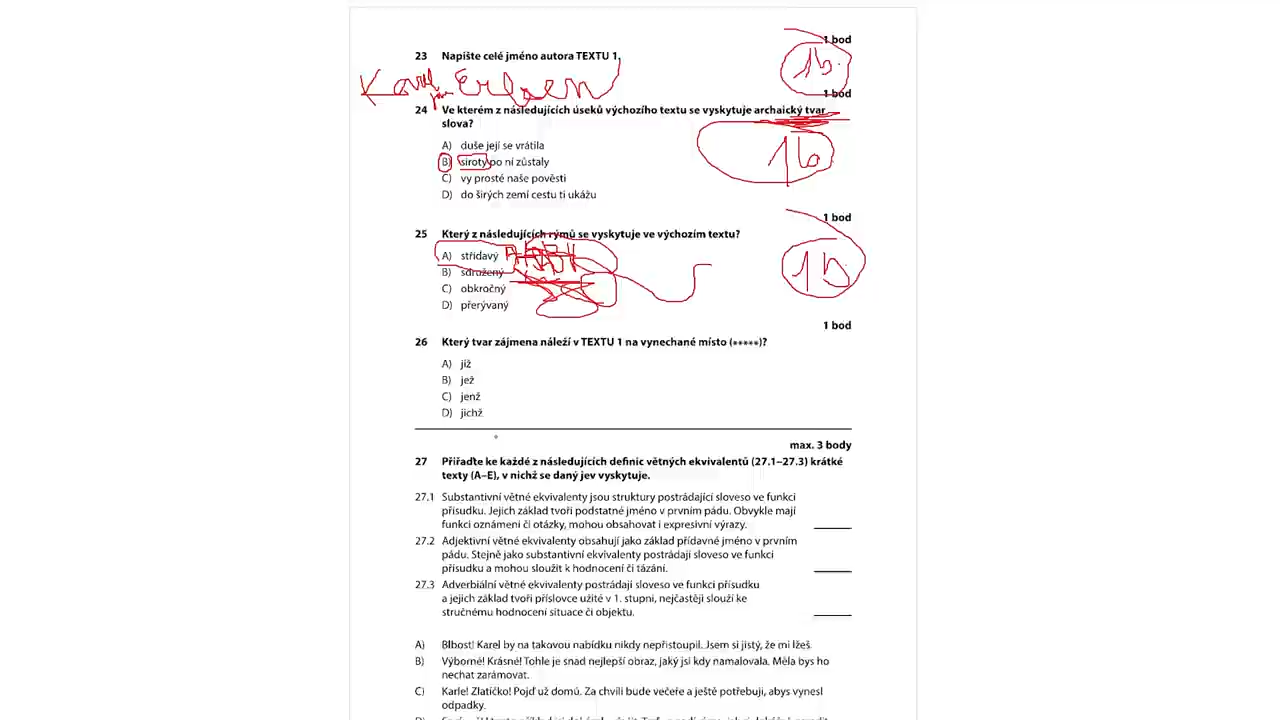 1 bod
23 Napište celé jméno autora TEXTU 1.
1b.
Karel Jar. Erben
1 bod
24 Ve kterém z následujících úseků výchozího textu se vyskytuje archaický tvar
slova?
1b
A) duše její se vrátila
B) siroty po ní zůstaly
C) vy prosté naše pověsti
D) do širých zemí cestu ti ukážu
1 bod
25 Který z následujících rýmů se vyskytuje ve výchozím textu?
1b
A) střídavý
B) sdružený
C) obkročný
D) přerývaný
1 bod
26 Který tvar zájmena náleží v TEXTU 1 na vynechané místo (*****)?
A) jíž
B) jež
C) jenž
D) jichž
max. 3 body
27 Přiřaďte ke každé z následujících definic větných ekvivalentů (27.1–27.3) krátké
texty (A–E), v nichž se daný jev vyskytuje.
27.1 Substantivní větné ekvivalenty jsou struktury postrádající sloveso ve funkci
přísudku. Jejich základ tvoří podstatné jméno v prvním pádu. Obvykle mají
funkci oznámení či otázky, mohou obsahovat i expresivní výrazy.
27.2 Adjektivní větné ekvivalenty obsahují jako základ přídavné jméno v prvním
pádu. Stejně jako substantivní ekvivalenty postrádají sloveso ve funkci
přísudku a mohou sloužit k hodnocení či tázání.
27.3 Adverbiální větné ekvivalenty postrádají sloveso ve funkci přísudku
a jejich základ tvoří příslovce užité v 1. stupni, nejčastěji slouží ke
stručnému hodnocení situace či objektu.
A) Blbost! Karel by na takovou nabídku nikdy nepřistoupil. Jsem si jistý, že mi lžeš.
B) Výborné! Krásné! Tohle je snad nejlepší obraz, jaký jsi kdy namalovala. Měla bys ho
nechat zarámovat.
C) Karle! Zlatíčko! Pojď už domů. Za chvíli bude večeře a ještě potřebuji, abys vynesl
odpadky.